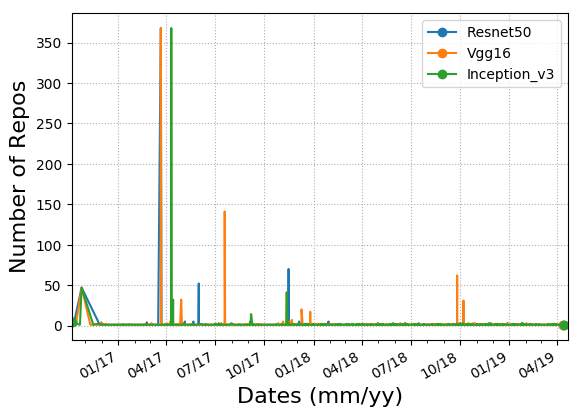 Number of Repos
350
300
250
200
150
100
50
0
Resnet50
Vgg16
Inception_v3
01/17 04/17 07/17 10/17 01/18 04/18 07/18 10/18 01/19 04/19
Dates (mm/yy)